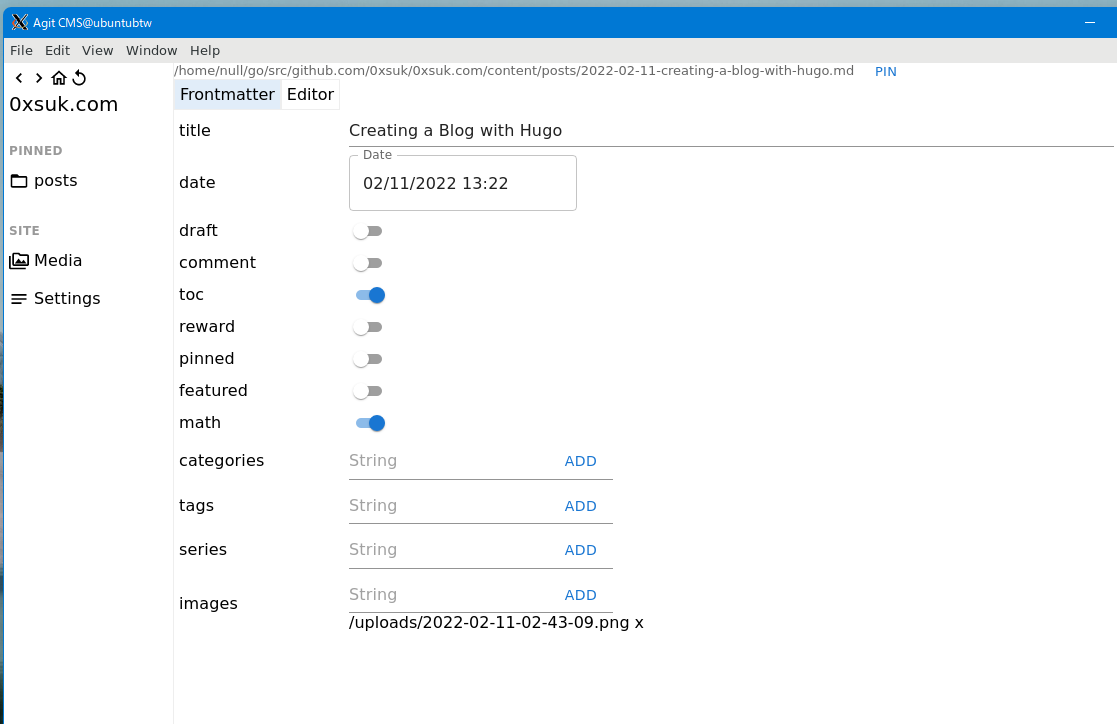 Agit CMS@ubuntubtw
File Edit View Window Help
/home/null/go/src/github.com/0xsuk/0xsuk.com/content/posts/2022-02-11-creating-a-blog-with-hugo.md PIN
0xsuk.com
PINNED
posts
SITE
Media
Settings
Frontmatter Editor
title Creating a Blog with Hugo
Date
date 02/11/2022 13:22
draft
comment
toc
reward
pinned
featured
math
categories String ADD
tags String ADD
series String ADD
images String ADD
/uploads/2022-02-11-02-43-09.png x